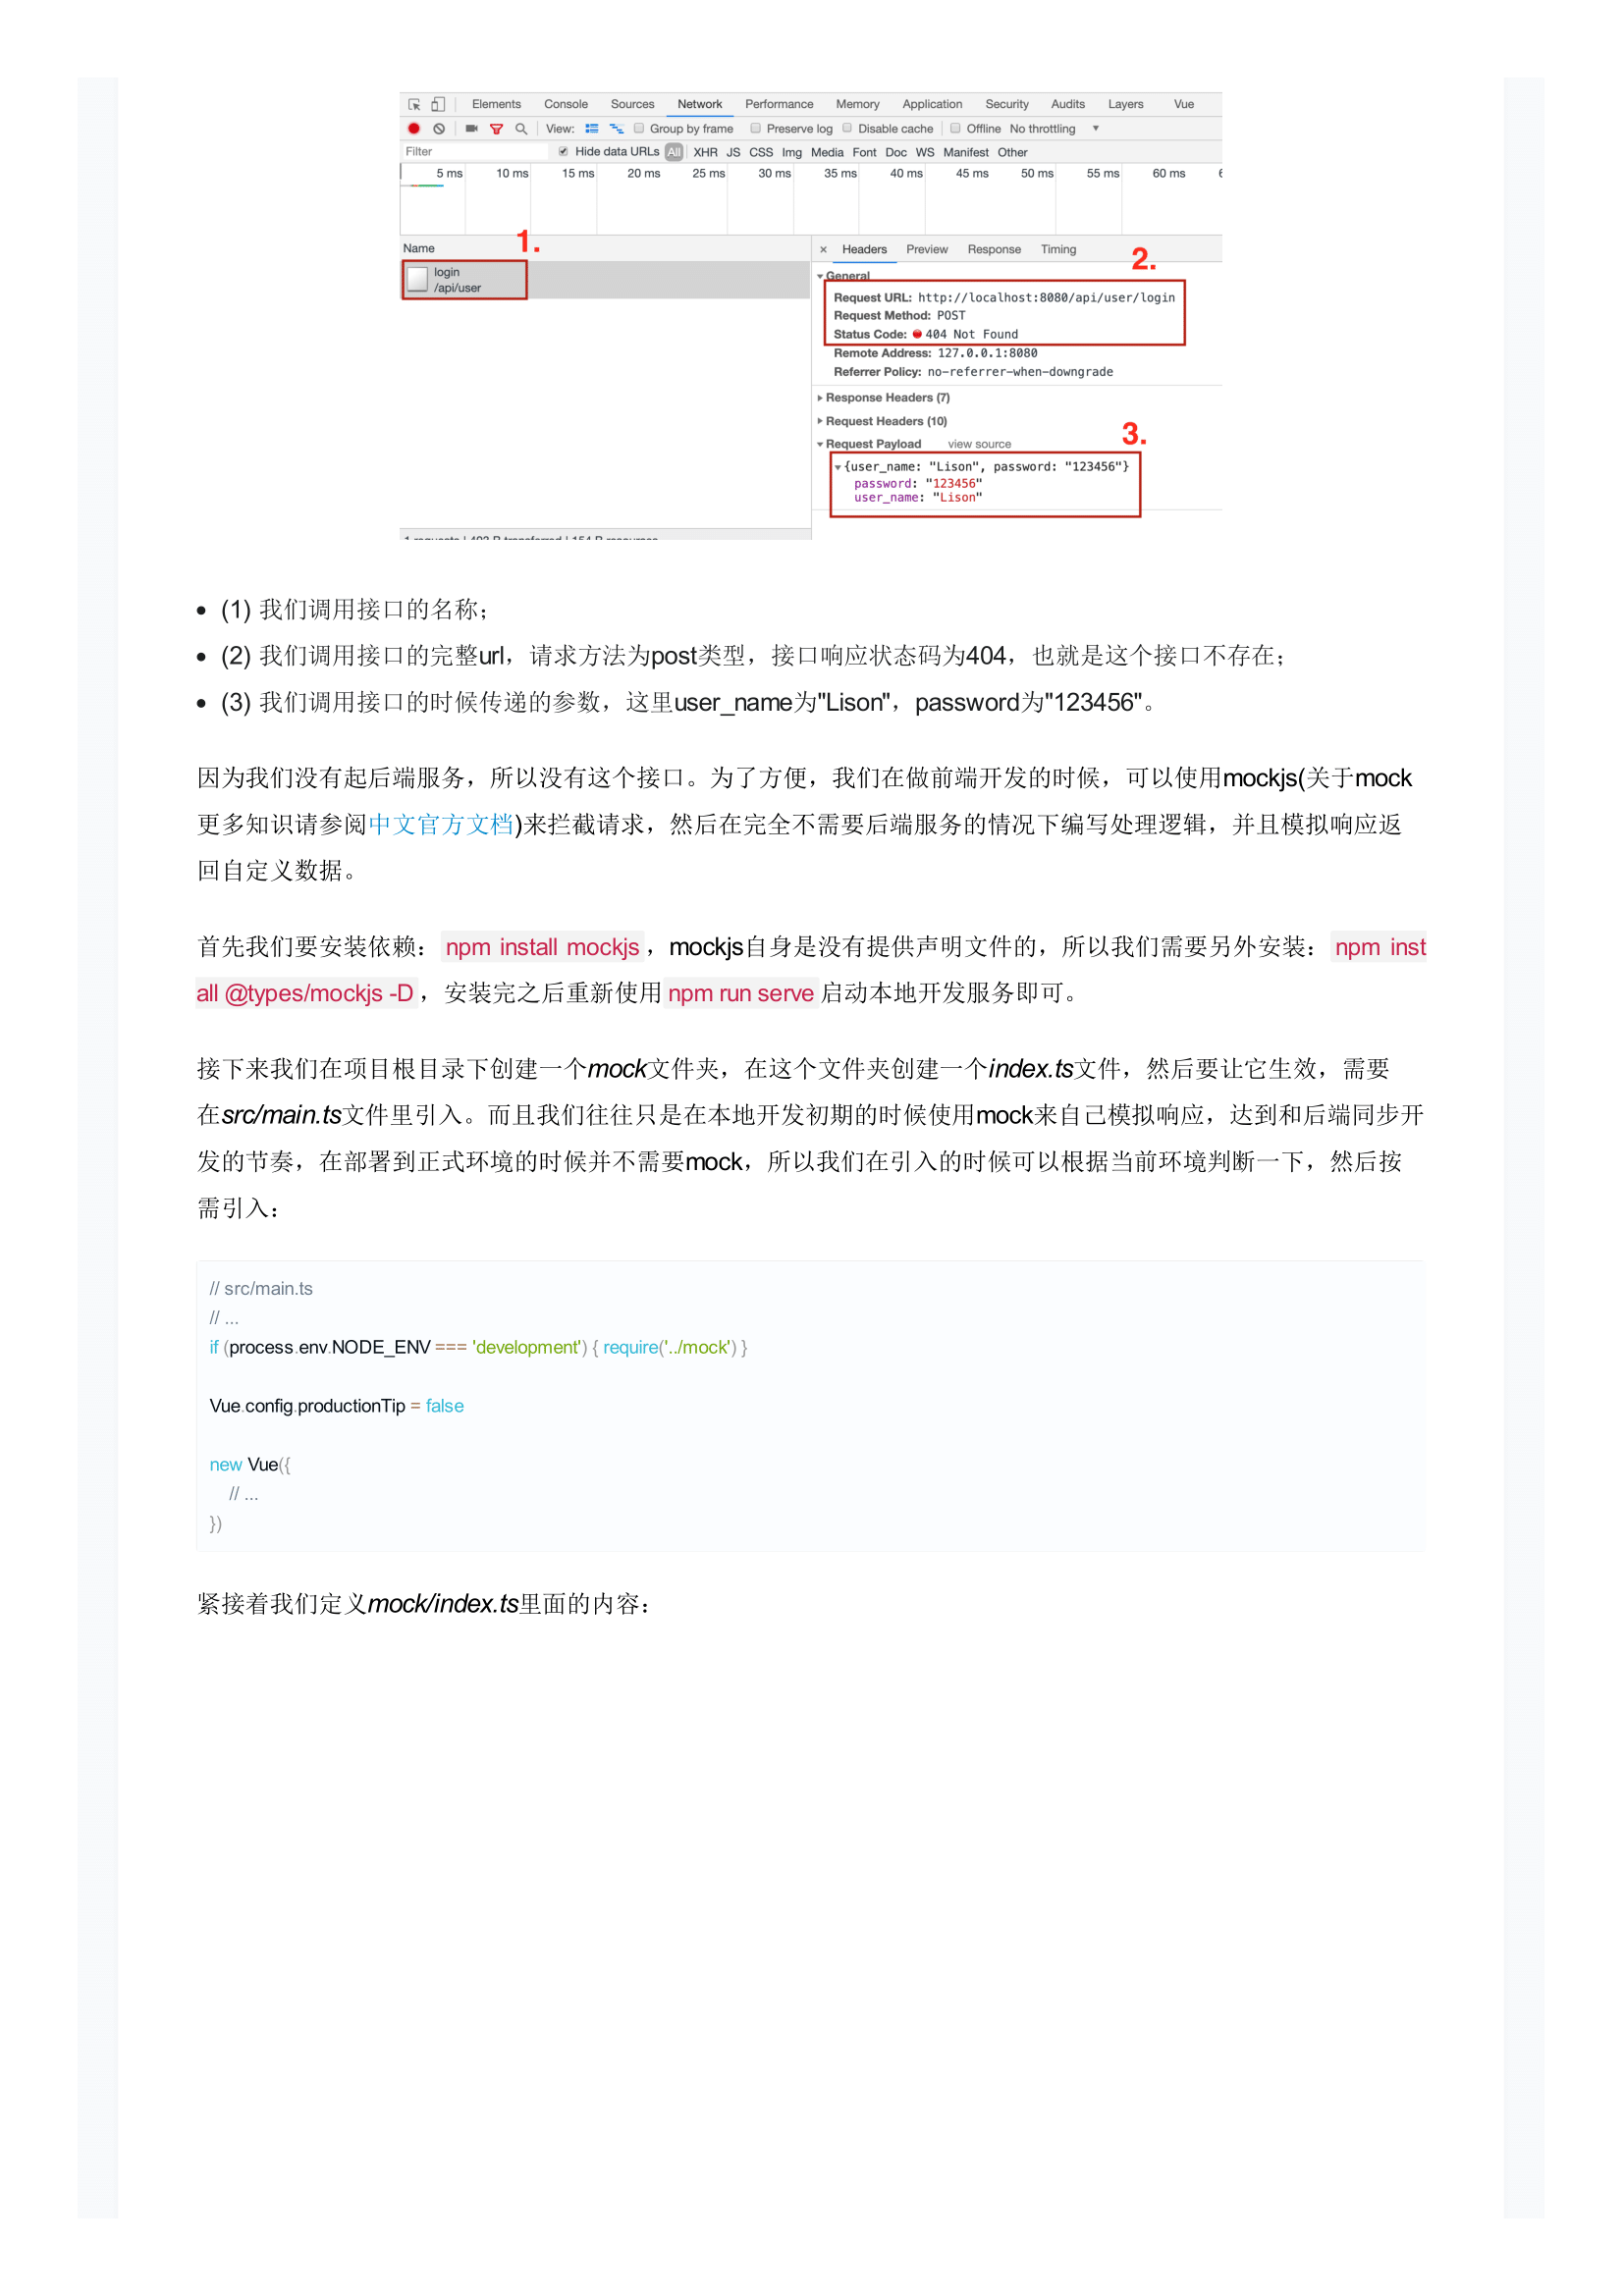 Elements Console Sources Network Performance Memory Application Security Audits Layers Vue
View: Group by frame Preserve log Disable cache Offline No throttling
Filter Hide data URLs All XHR JS CSS Img Media Font Doc WS Manifest Other
5 ms 10 ms 15 ms 20 ms 25 ms 30 ms 35 ms 40 ms 45 ms 50 ms 55 ms 60 ms
Name
1.
login
/api/user
× Headers Preview Response Timing
2.
General
Request URL: http://localhost:8080/api/user/login
Request Method: POST
Status Code: 404 Not Found
Remote Address: 127.0.0.1:8080
Referrer Policy: no-referrer-when-downgrade
Response Headers (7)
Request Headers (10)
Request Payload view source
3.
{user_name: "Lison", password: "123456"}
password: "123456"
user_name: "Lison"
1 requests | 493 B transferred | 154 B resources
• (1) 我们调用接口的名称；
• (2) 我们调用接口的完整url，请求方法为post类型，接口响应状态码为404，也就是这个接口不存在；
• (3) 我们调用接口的时候传递的参数，这里user_name为"Lison"，password为"123456"。
因为我们没有起后端服务，所以没有这个接口。为了方便，我们在做前端开发的时候，可以使用mockjs(关于mock
更多知识请参阅中文官方文档)来拦截请求，然后在完全不需要后端服务的情况下编写处理逻辑，并且模拟响应返
回自定义数据。
首先我们要安装依赖：npm install mockjs，mockjs自身是没有提供声明文件的，所以我们需要另外安装：npm inst
all @types/mockjs -D，安装完之后重新使用npm run serve启动本地开发服务即可。
接下来我们在项目根目录下创建一个mock文件夹，在这个文件夹创建一个index.ts文件，然后要让它生效，需要
在src/main.ts文件里引入。而且我们往往只是在本地开发初期的时候使用mock来自己模拟响应，达到和后端同步开
发的节奏，在部署到正式环境的时候并不需要mock，所以我们在引入的时候可以根据当前环境判断一下，然后按
需引入：
// src/main.ts
// ...
if (process.env.NODE_ENV === 'development') { require('../mock') }
Vue.config.productionTip = false
new Vue({
// ...
})
紧接着我们定义mock/index.ts里面的内容：